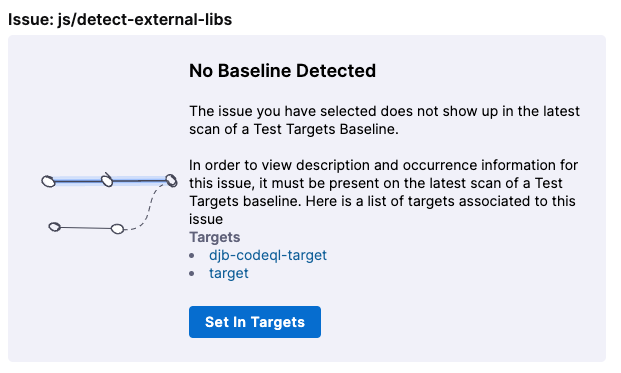 Issue: js/detect-external-libs
No Baseline Detected
The issue you have selected does not show up in the latest
scan of a Test Targets Baseline.
In order to view description and occurrence information for
this issue, it must be present on the latest scan of a Test
Targets baseline. Here is a list of targets associated to this
issue
Targets
• djb-codeql-target
• target
Set In Targets